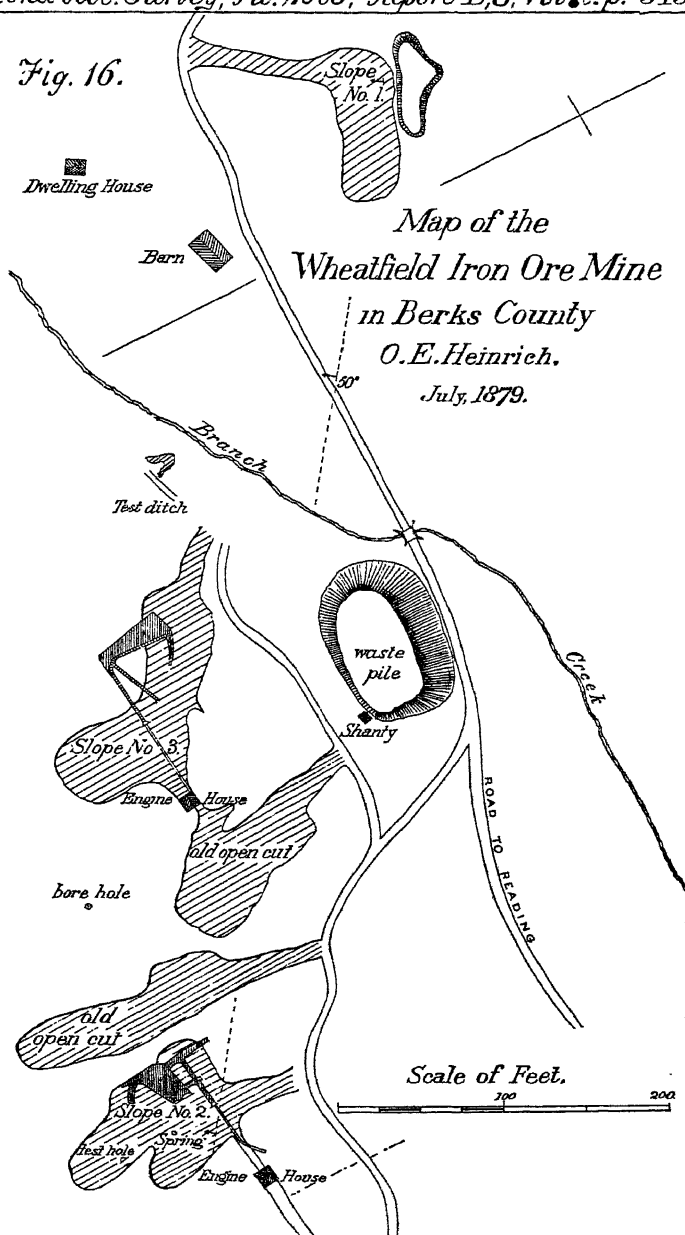 Fig. 16.
Slope
No. 1.
Dwelling House
Barn
Map of the
Wheatfield Iron Ore Mine
in Berks County
O. E. Heinrich.
July, 1879.
50°
Branch
Test ditch
waste
pile
Shanty
Creek
Slope No. 3.
Engine House
old open cut
ROAD TO READING
bore hole
old
open cut
Scale of Feet.
100 200
Slope No. 2.
Spring
test hole
Engine House